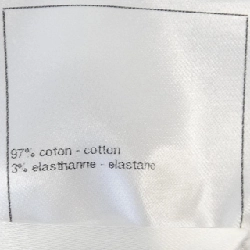 97% coton - cotton
3% elasthanne - elastane